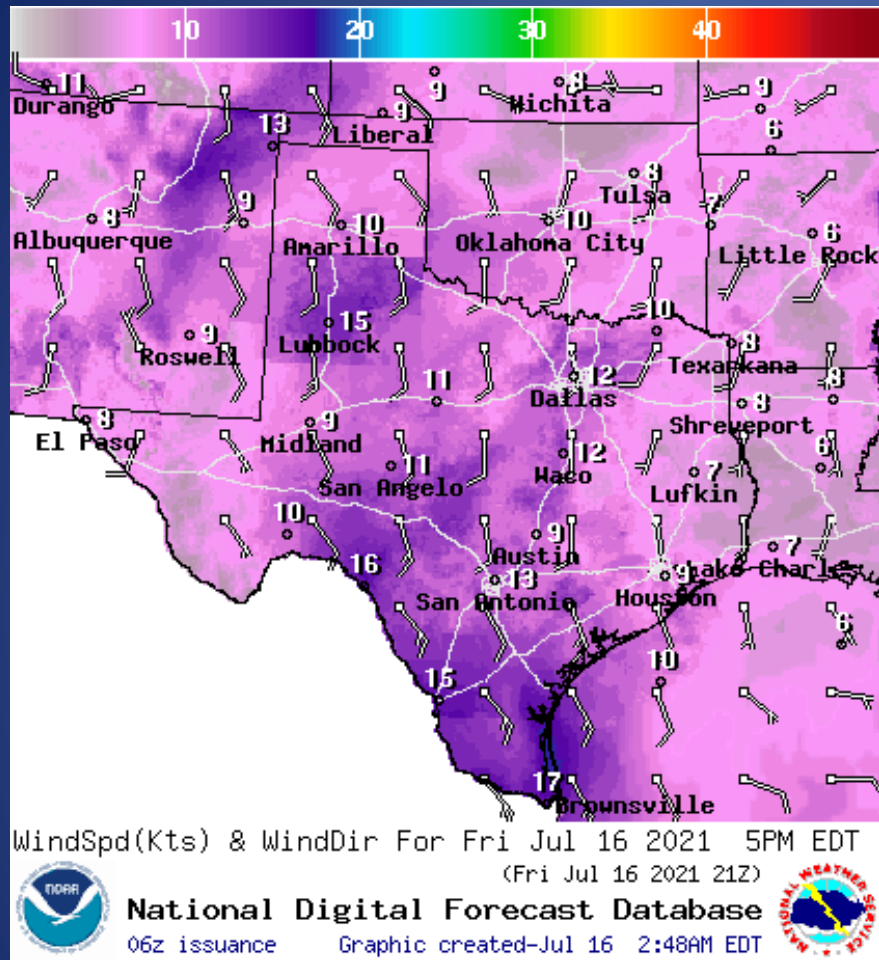 10 20 30 40
11 9 8 9
Durango Wichita
13 9 6
Liberal
8 9 10 10 8 7 6
Tulsa
Albuquerque Amarillo Oklahoma City Little Rock
9 15 10 8
Roswell Lubbock Texarkana
11 12 8 8
Dallas
8 9 Shreveport
El Paso Midland 11 12 7 6
San Angelo Waco Lufkin
10 9 7
Austin Lake Charles
16 13 9
San Antonio Houston
6
15 10
17
Brownsville
WindSpd(Kts) & WindDir For Fri Jul 16 2021 5PM EDT
(Fri Jul 16 2021 21Z)
NOAA
National Digital Forecast Database
06z issuance Graphic created-Jul 16 2:48AM EDT
NATIONAL WEATHER SERVICE